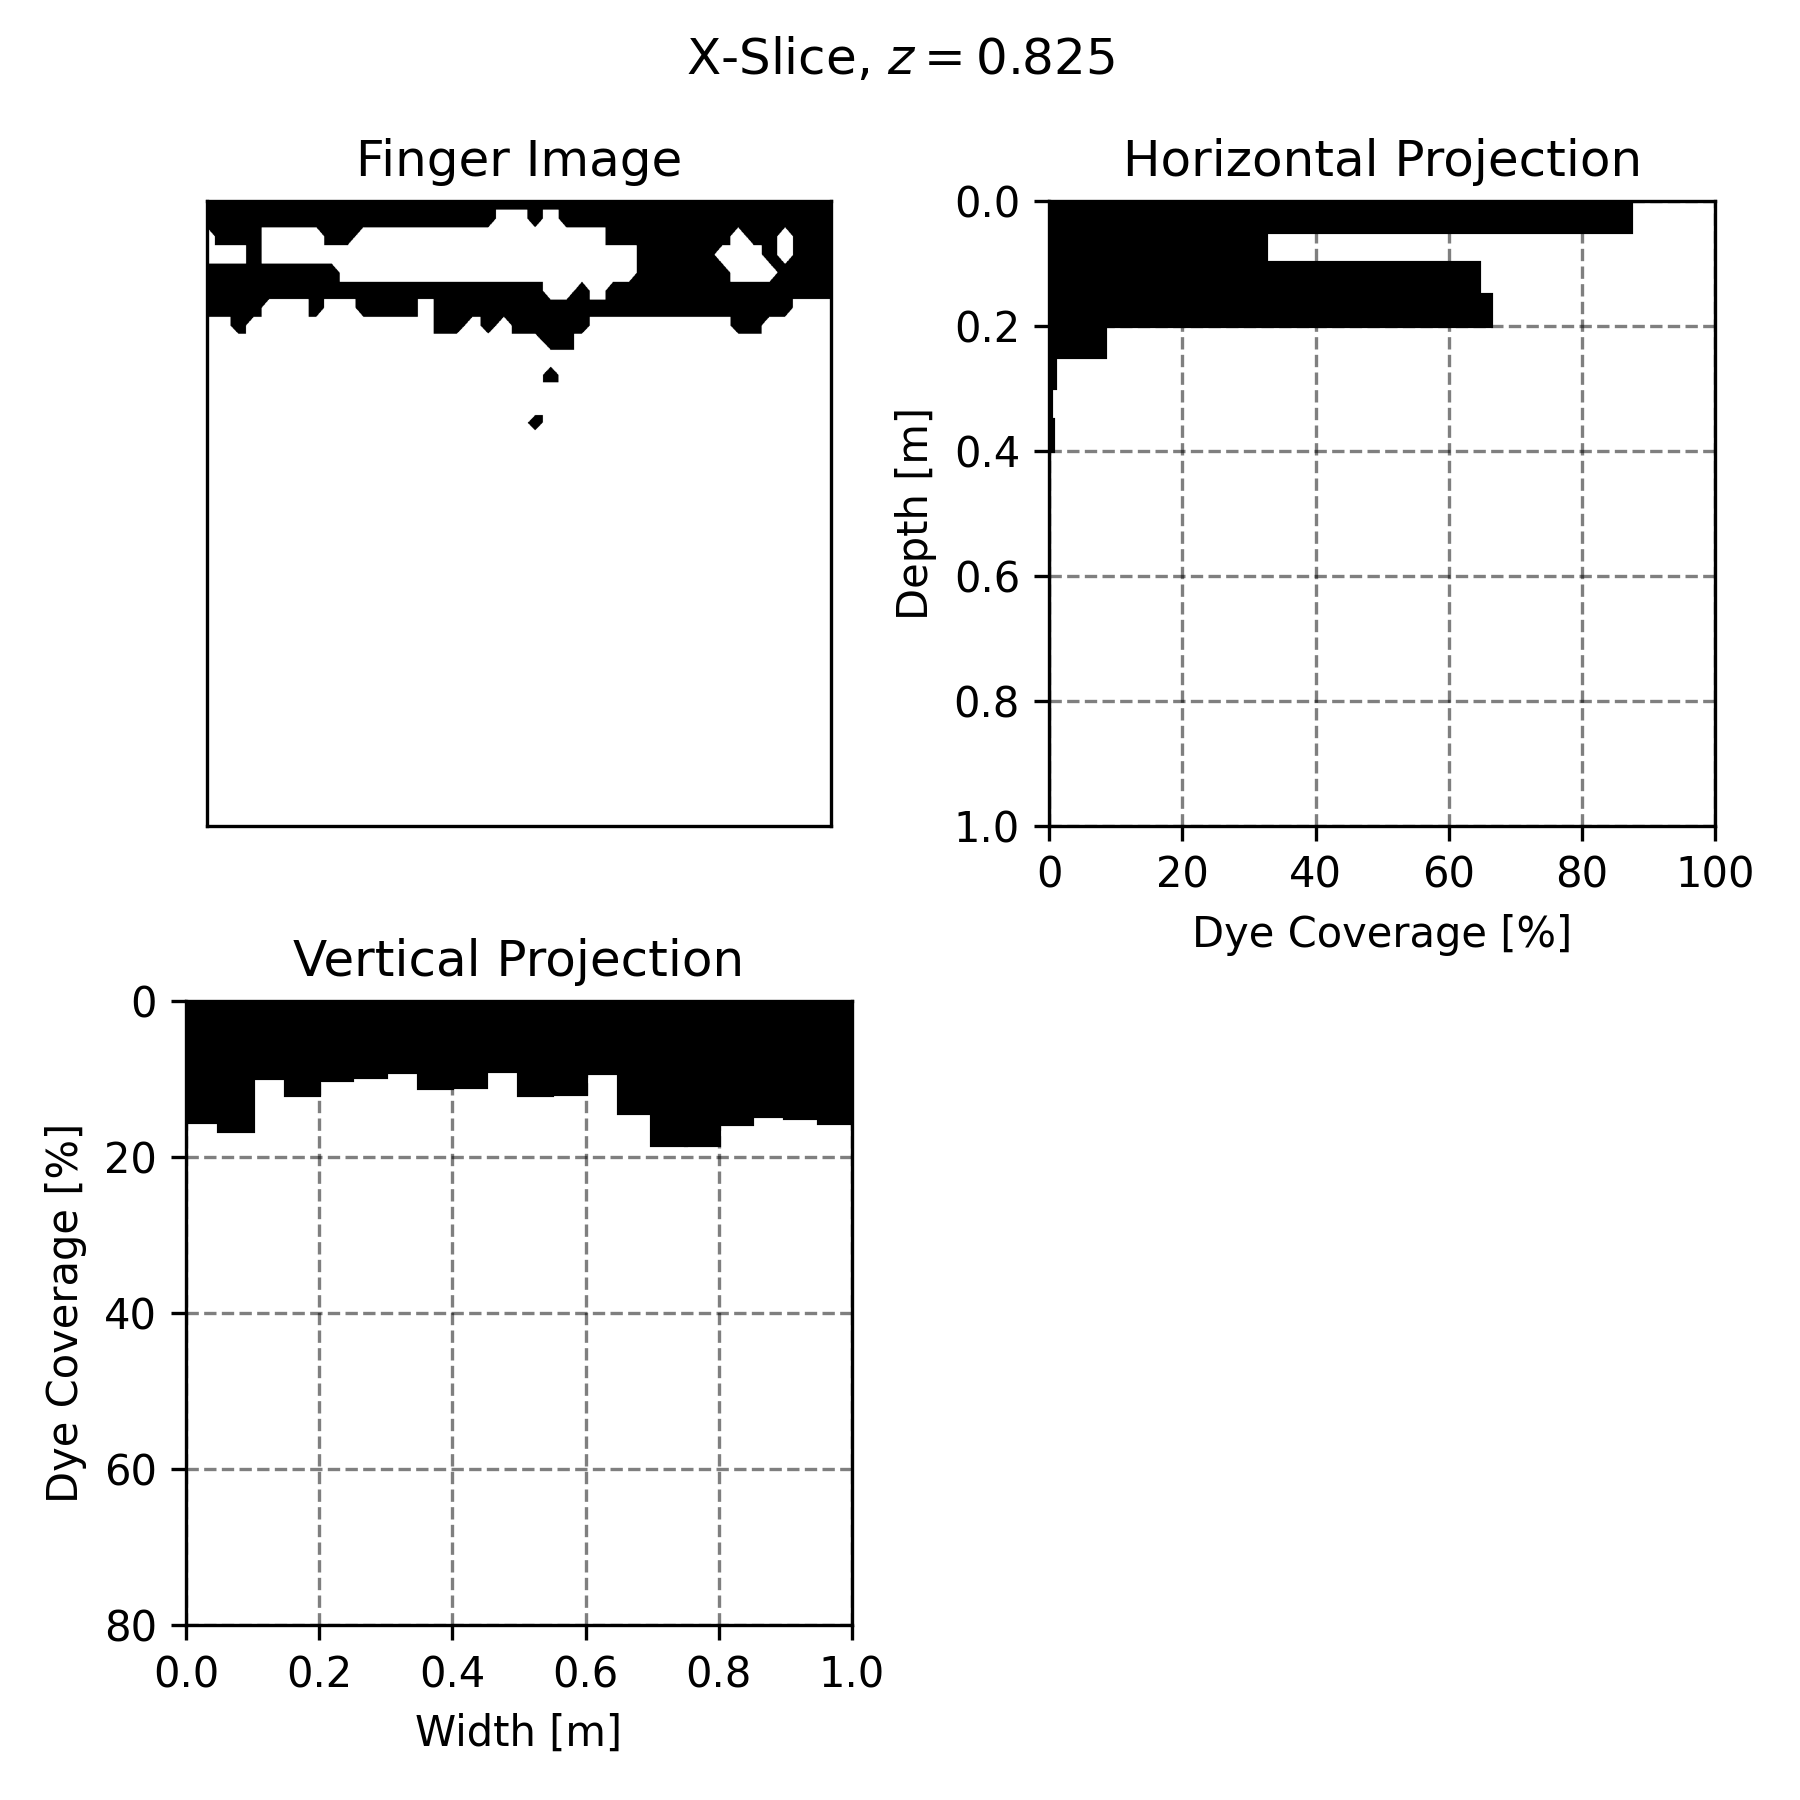 X-Slice, z = 0.825
Finger Image
Horizontal Projection
0.0
0.2
0.4
0.6
0.8
1.0
Depth [m]
0 20 40 60 80 100
Dye Coverage [%]
Vertical Projection
0
20
40
60
80
Dye Coverage [%]
0.0 0.2 0.4 0.6 0.8 1.0
Width [m]